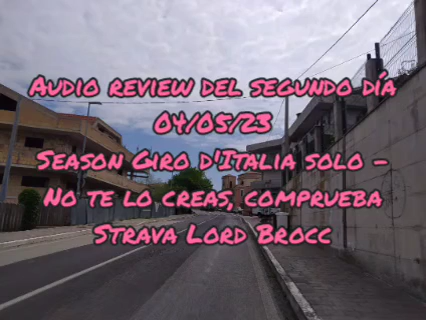 Audio review del segundo día
04/05/23
Season Giro d'Italia solo -
No te lo creas, comprueba
Strava Lord Brocc